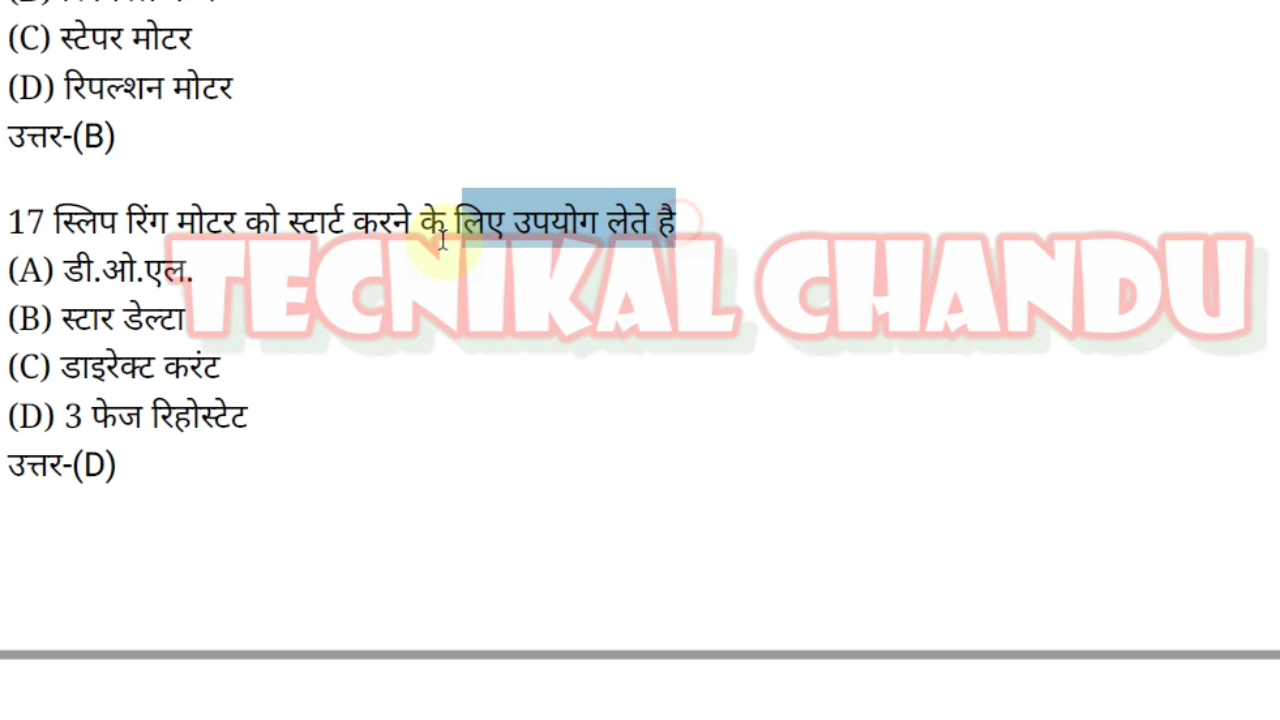 (C) स्टेपर मोटर
(D) रिपल्शन मोटर
उत्तर-(B)
17 स्लिप रिंग मोटर को स्टार्ट करने के लिए उपयोग लेते है
(A) डी.ओ.एल.
(B) स्टार डेल्टा
(C) डाइरेक्ट करंट
(D) 3 फेज रिहोस्टेट
उत्तर-(D)
TECNIKAL CHANDU